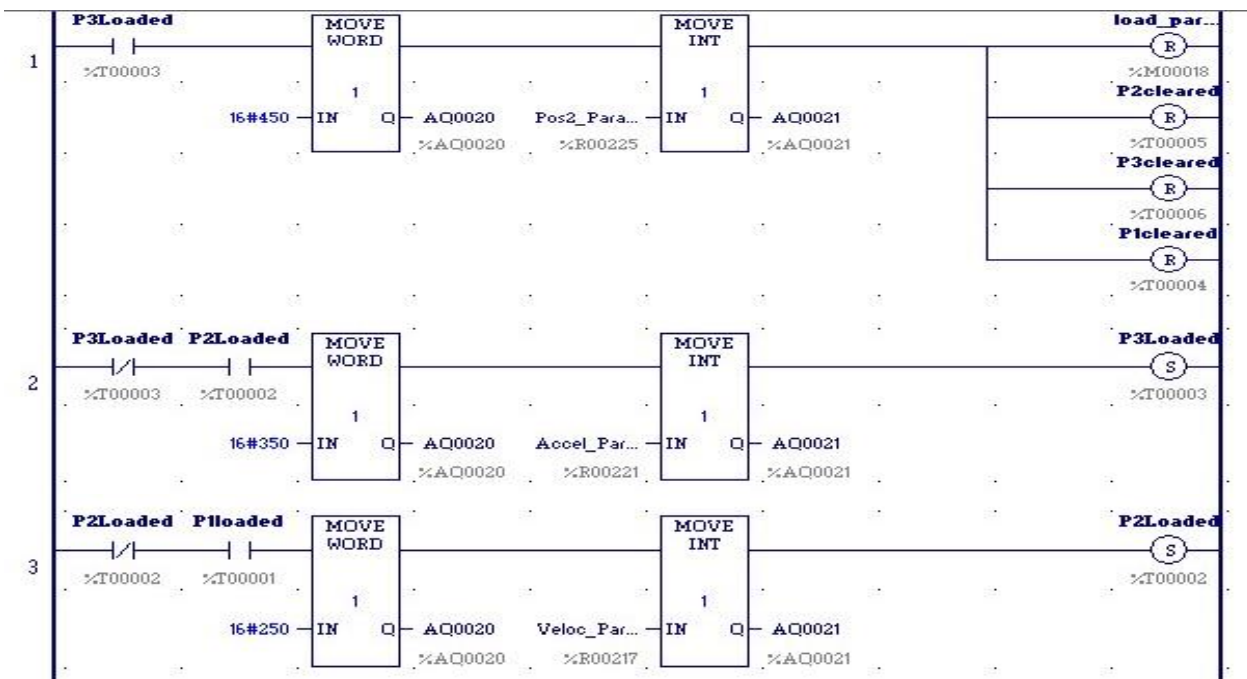 P3Loaded MOVE WORD MOVE INT load_par...
1 %T00003 1 1 %M00018
P2cleared
16#450 IN Q AQ0020 Pos2_Para... IN Q AQ0021
%AQ0020 %R00225 %AQ0021 %T00005
P3cleared
%T00006
P1cleared
%T00004
P3Loaded P2Loaded MOVE WORD MOVE INT P3Loaded
2 %T00003 %T00002 1 1 %T00003
16#350 IN Q AQ0020 Accel_Par... IN Q AQ0021
%AQ0020 %R00221 %AQ0021
P2Loaded P1loaded MOVE WORD MOVE INT P2Loaded
3 %T00002 %T00001 1 1 %T00002
16#250 IN Q AQ0020 Veloc_Par... IN Q AQ0021
%AQ0020 %R00217 %AQ0021
R
R
R
R
S
S